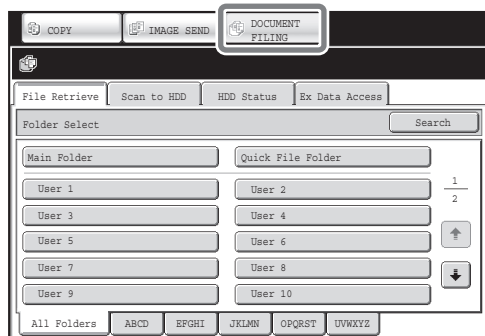 COPY
IMAGE SEND
DOCUMENT
FILING
File Retrieve
Scan to HDD
HDD Status
Ex Data Access
Folder Select
Search
Main Folder
Quick File Folder
User 1
User 2
1
2
User 3
User 4
User 5
User 6
User 7
User 8
User 9
User 10
All Folders
ABCD
EFGHI
JKLMN
OPQRST
UVWXYZ